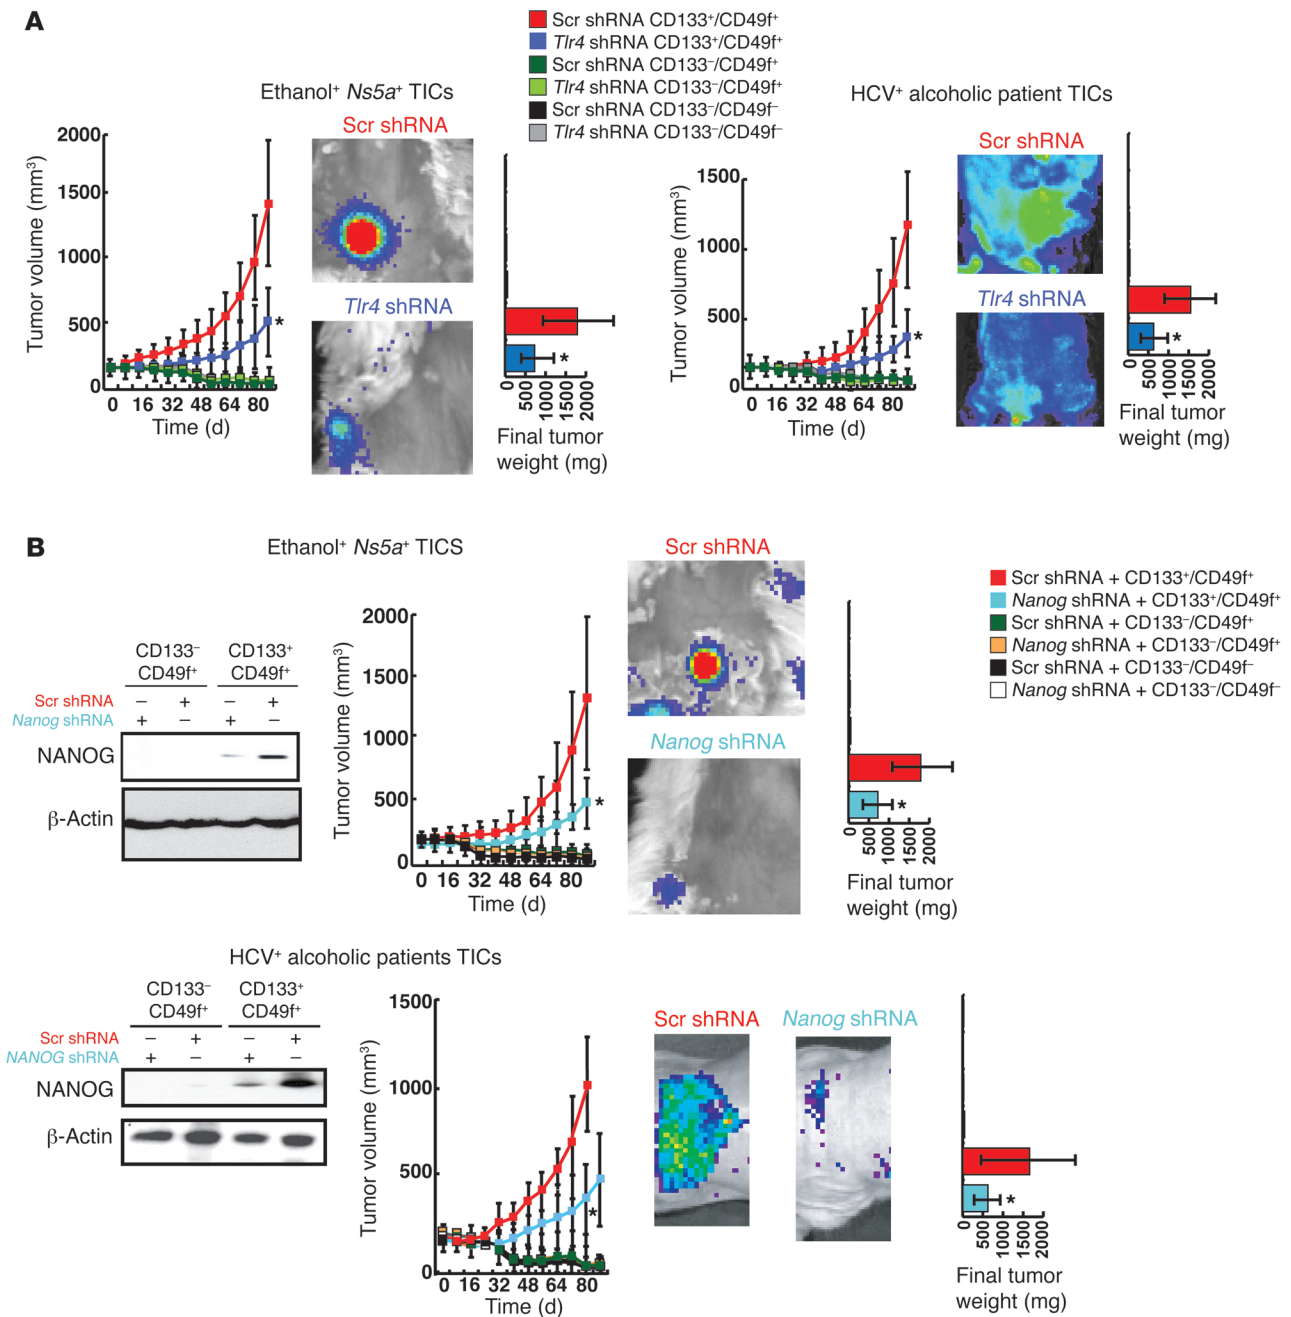 A
Scr shRNA CD133⁺/CD49f⁺
Tlr4 shRNA CD133⁺/CD49f⁺
Scr shRNA CD133⁻/CD49f⁺
Tlr4 shRNA CD133⁻/CD49f⁺
Scr shRNA CD133⁻/CD49f⁻
Tlr4 shRNA CD133⁻/CD49f⁻
Ethanol⁺ Ns5a⁺ TICs
Scr shRNA
Tlr4 shRNA
Tumor volume (mm³)
2000
1500
1000
500
0
0 16 32 48 64 80
Time (d)
*
*
0
500
1000
1500
2000
Final tumor
weight (mg)
HCV⁺ alcoholic patient TICs
Scr shRNA
Tlr4 shRNA
Tumor volume (mm³)
1500
1000
500
0
0 16 32 48 64 80
Time (d)
*
*
0
500
1000
1500
2000
Final tumor
weight (mg)
B
Ethanol⁺ Ns5a⁺ TICS
CD133⁻
CD49f⁺
CD133⁺
CD49f⁺
Scr shRNA − + − +
Nanog shRNA + − + −
NANOG
β-Actin
Tumor volume (mm³)
2000
1500
1000
500
0
0 16 32 48 64 80
Time (d)
*
Scr shRNA
Nanog shRNA
*
0
500
1000
1500
2000
Final tumor
weight (mg)
Scr shRNA + CD133⁺/CD49f⁺
Nanog shRNA + CD133⁺/CD49f⁺
Scr shRNA + CD133⁻/CD49f⁺
Nanog shRNA + CD133⁻/CD49f⁺
Scr shRNA + CD133⁻/CD49f⁻
Nanog shRNA + CD133⁻/CD49f⁻
HCV⁺ alcoholic patients TICs
CD133⁻
CD49f⁺
CD133⁺
CD49f⁺
Scr shRNA − + − +
NANOG shRNA + − + −
NANOG
β-Actin
Tumor volume (mm³)
1500
1000
500
0
0 16 32 48 64 80
Time (d)
*
Scr shRNA
Nanog shRNA
*
0
500
1000
1500
2000
Final tumor
weight (mg)